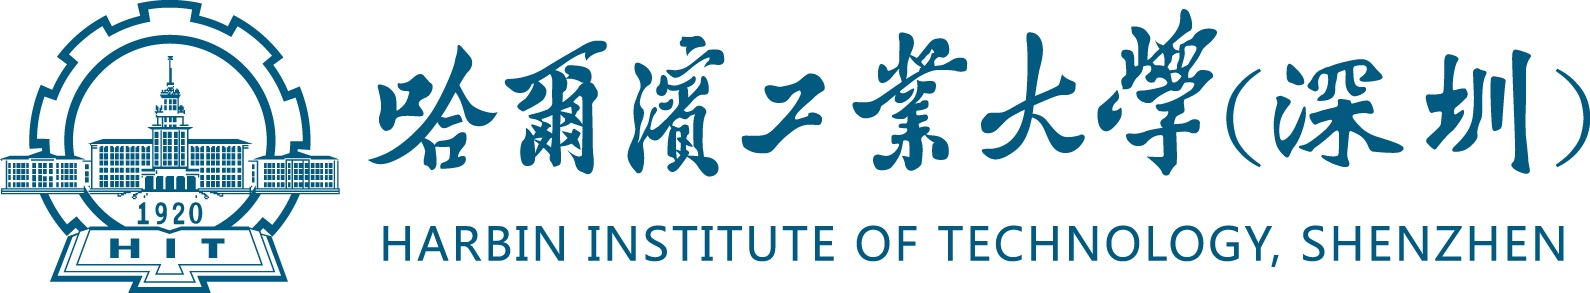 1920
HIT
哈爾濱工業大學(深圳)
HARBIN INSTITUTE OF TECHNOLOGY, SHENZHEN